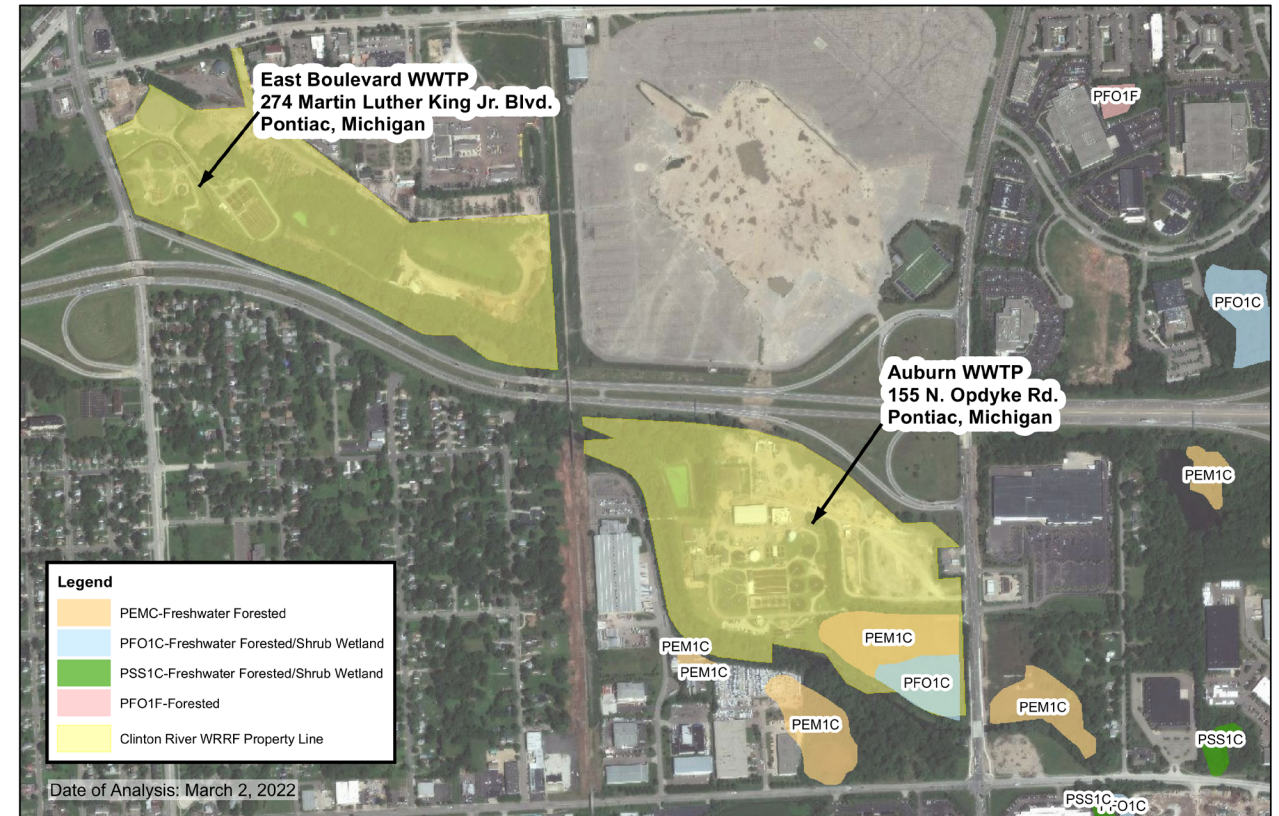 East Boulevard WWTP
274 Martin Luther King Jr. Blvd.
Pontiac, Michigan
PFO1F
PFO1C
Auburn WWTP
155 N. Opdyke Rd.
Pontiac, Michigan
PEM1C
PEM1C
PEM1C
PEM1C
PFO1C
PEM1C
PEM1C
PSS1C
PSS1C
PFO1C
Legend
PEMC-Freshwater Forested
PFO1C-Freshwater Forested/Shrub Wetland
PSS1C-Freshwater Forested/Shrub Wetland
PFO1F-Forested
Clinton River WRRF Property Line
Date of Analysis: March 2, 2022